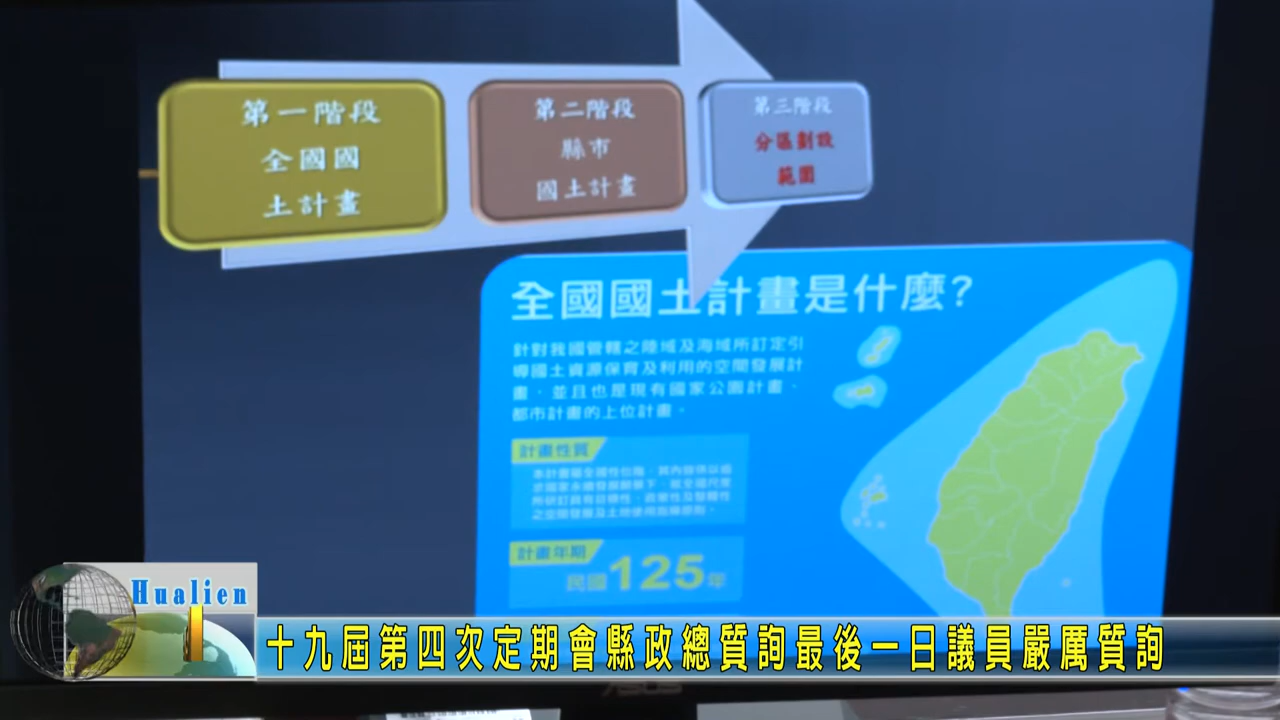 第一階段
全國國
土計畫
第二階段
縣市
國土計畫
第三階段
分區劃設
範圍
全國國土計畫是什麼?
針對我國管轄之陸域及海域所訂定引
導國土資源保育及利用的空間發展計
畫，並且也是現有國家公園計畫、
都市計畫的上位計畫。
計畫性質
計畫年期
民國125年
Hualien
十九屆第四次定期會縣政總質詢最後一日議員嚴厲質詢
ASUS